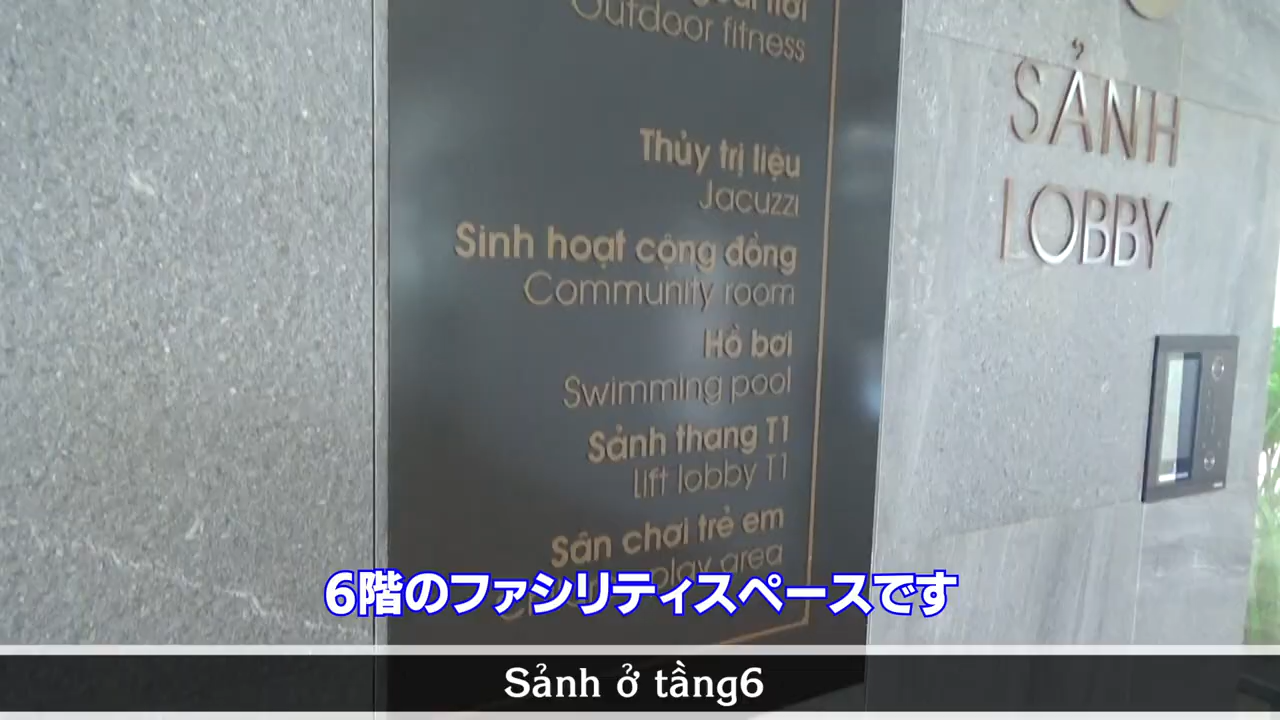 Outdoor fitness
Thủy trị liệu
Jacuzzi
Sinh hoạt cộng đồng
Community room
Hồ bơi
Swimming pool
Sảnh thang T1
Lift lobby T1
Sân chơi trẻ em
play area
SẢNH
LOBBY
6階のファシリティスペースです
Sảnh ở tầng6